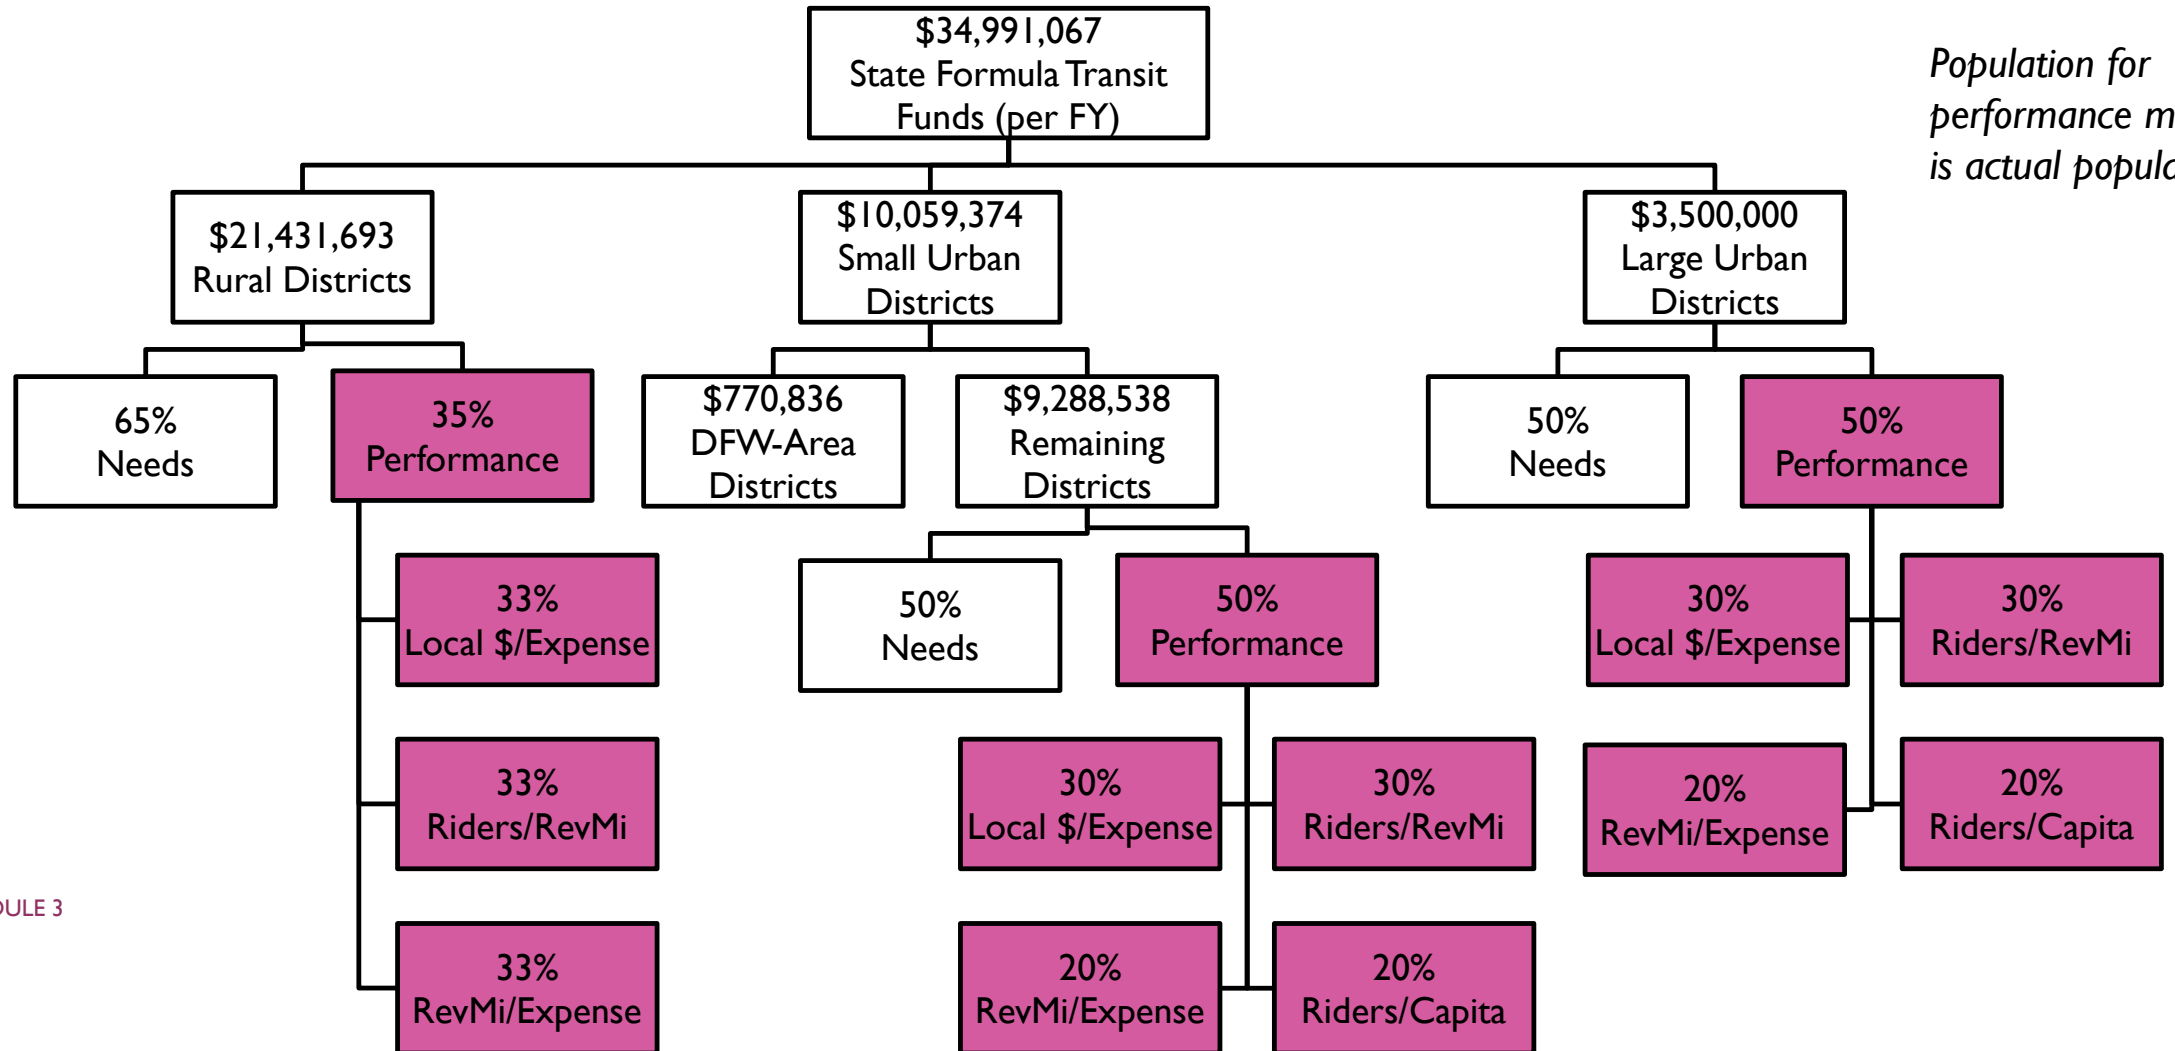 $34,991,067
State Formula Transit
Funds (per FY)
Population for
performance
is actual
$21,431,693
Rural Districts
$10,059,374
Small Urban
Districts
$3,500,000
Large Urban
Districts
65%
Needs
35%
Performance
$770,836
DFW-Area
Districts
$9,288,538
Remaining
Districts
50%
Needs
50%
Performance
33%
Local $/Expense
33%
Riders/RevMi
33%
RevMi/Expense
50%
Needs
50%
Performance
30%
Local $/Expense
30%
Riders/RevMi
20%
RevMi/Expense
20%
Riders/Capita
30%
Local $/Expense
30%
Riders/RevMi
20%
RevMi/Expense
20%
Riders/Capita
DULE 3